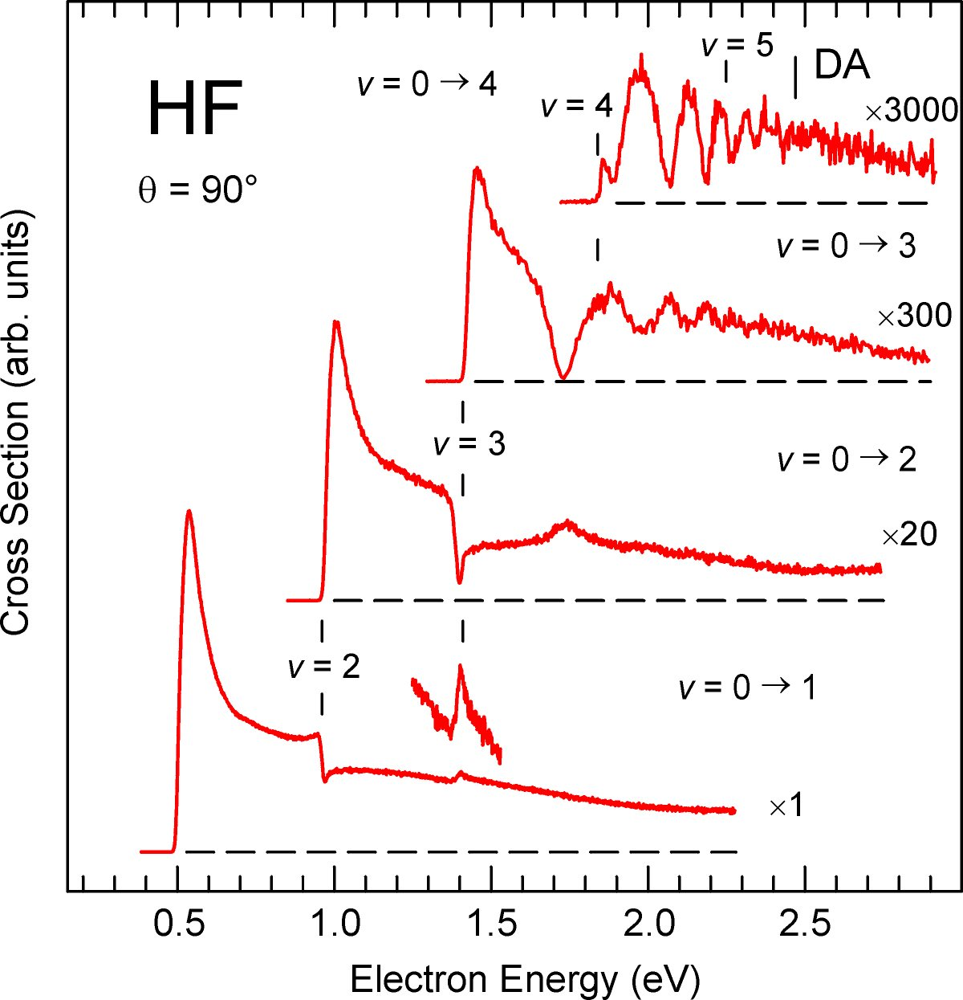 HF
θ = 90°
v = 0 → 4
v = 4
v = 5
DA
×3000
v = 0 → 3
×300
v = 3
v = 0 → 2
×20
v = 2
v = 0 → 1
×1
Cross Section (arb. units)
0.5 1.0 1.5 2.0 2.5
Electron Energy (eV)